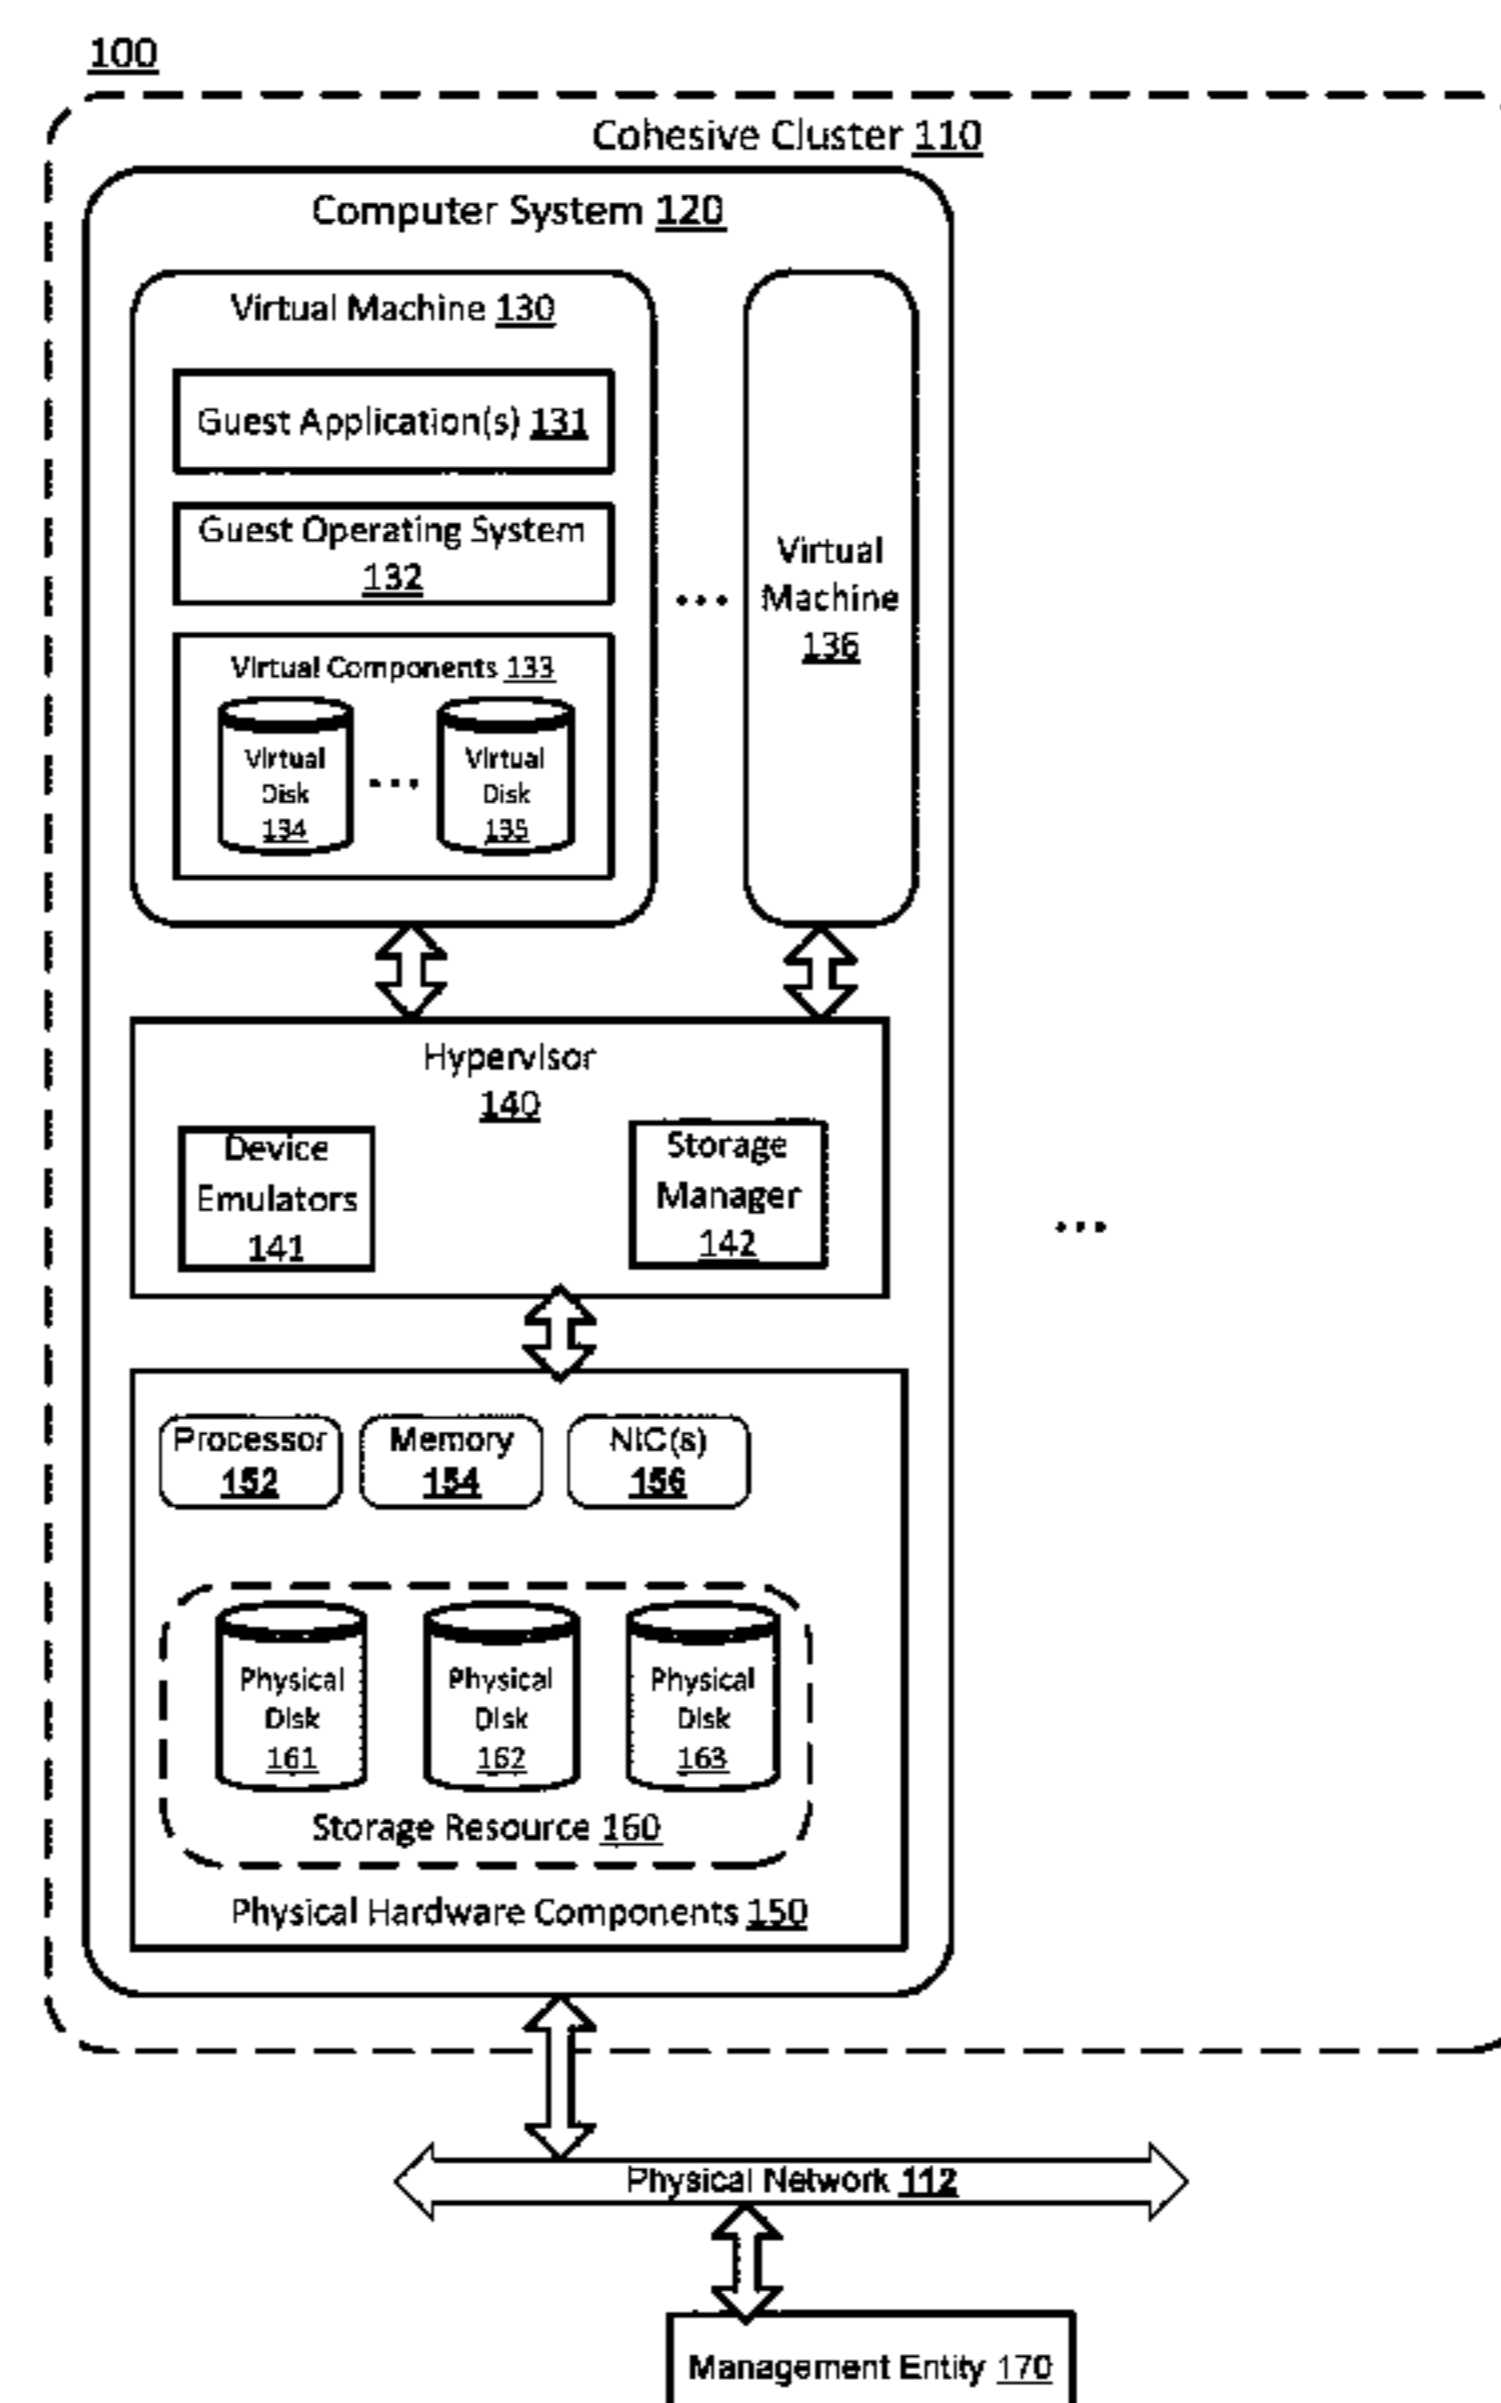 100
Cohesive Cluster 110
Computer System 120
Virtual Machine 130
Guest Application(s) 131
Guest Operating System
132
Virtual Components 133
Virtual
Disk
134
...
Virtual
Disk
135
...
Virtual
Machine
136
Hypervisor
140
Device
Emulators
141
Storage
Manager
142
...
Processor
152
Memory
154
NIC(s)
156
Physical
Disk
161
Physical
Disk
162
Physical
Disk
163
Storage Resource 160
Physical Hardware Components 150
Physical Network 112
Management Entity 170